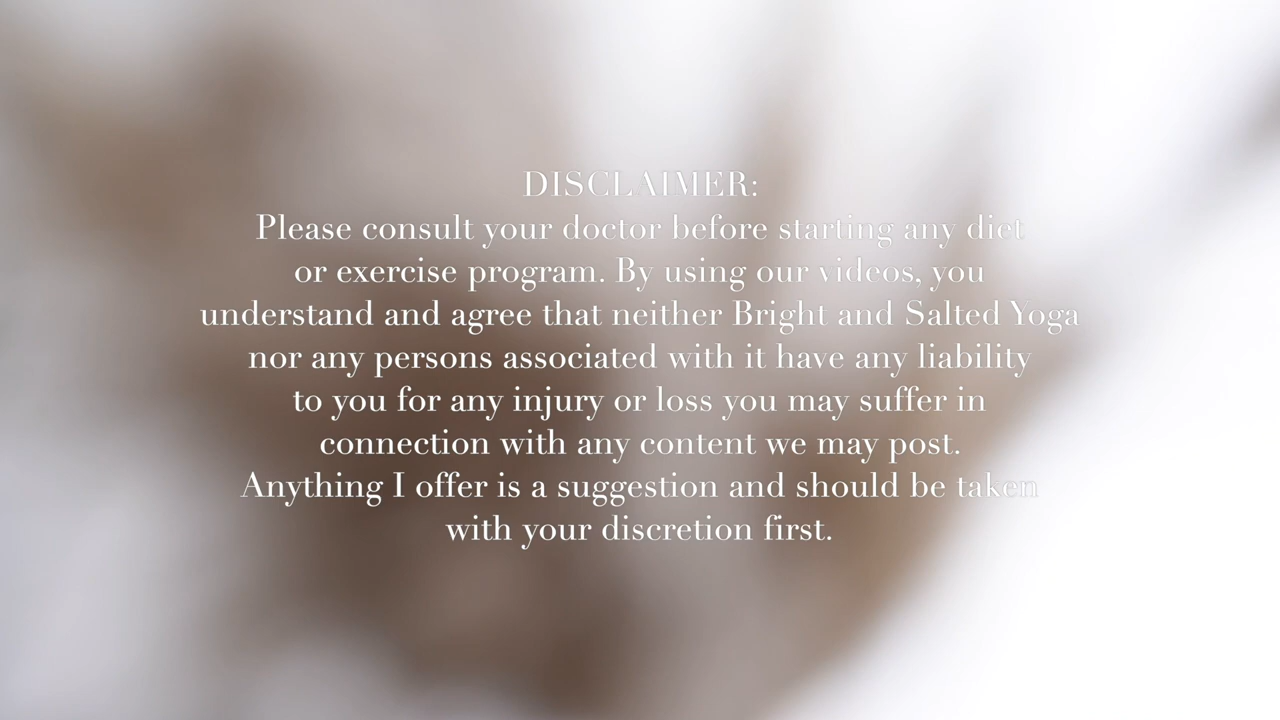 DISCLAIMER:
Please consult your doctor before starting any diet
or exercise program. By using our videos, you
understand and agree that neither Bright and Salted Yoga
nor any persons associated with it have any liability
to you for any injury or loss you may suffer in
connection with any content we may post.
Anything I offer is a suggestion and should be taken
with your discretion first.